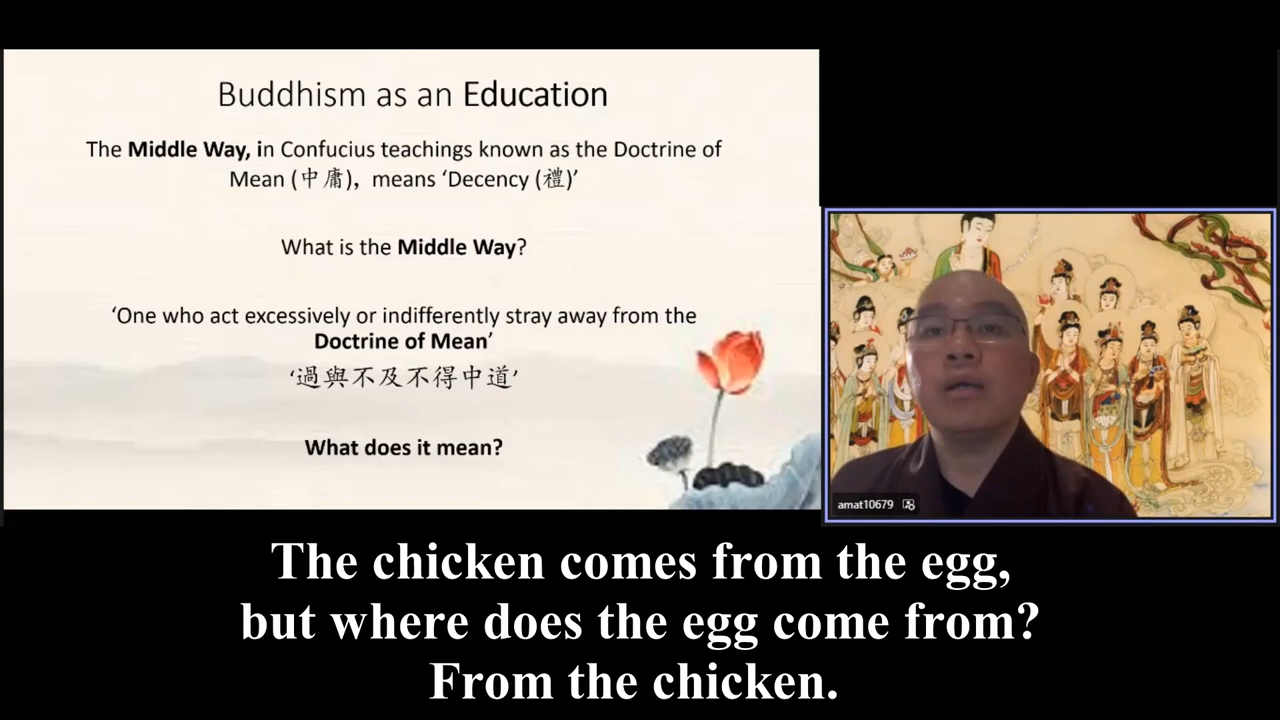 Buddhism as an Education
The Middle Way, in Confucius teachings known as the Doctrine of
Mean (中庸), means ‘Decency (禮)’
What is the Middle Way?
‘One who act excessively or indifferently stray away from the
Doctrine of Mean’
‘過與不及不得中道’
What does it mean?
amat10679
The chicken comes from the egg,
but where does the egg come from?
From the chicken.